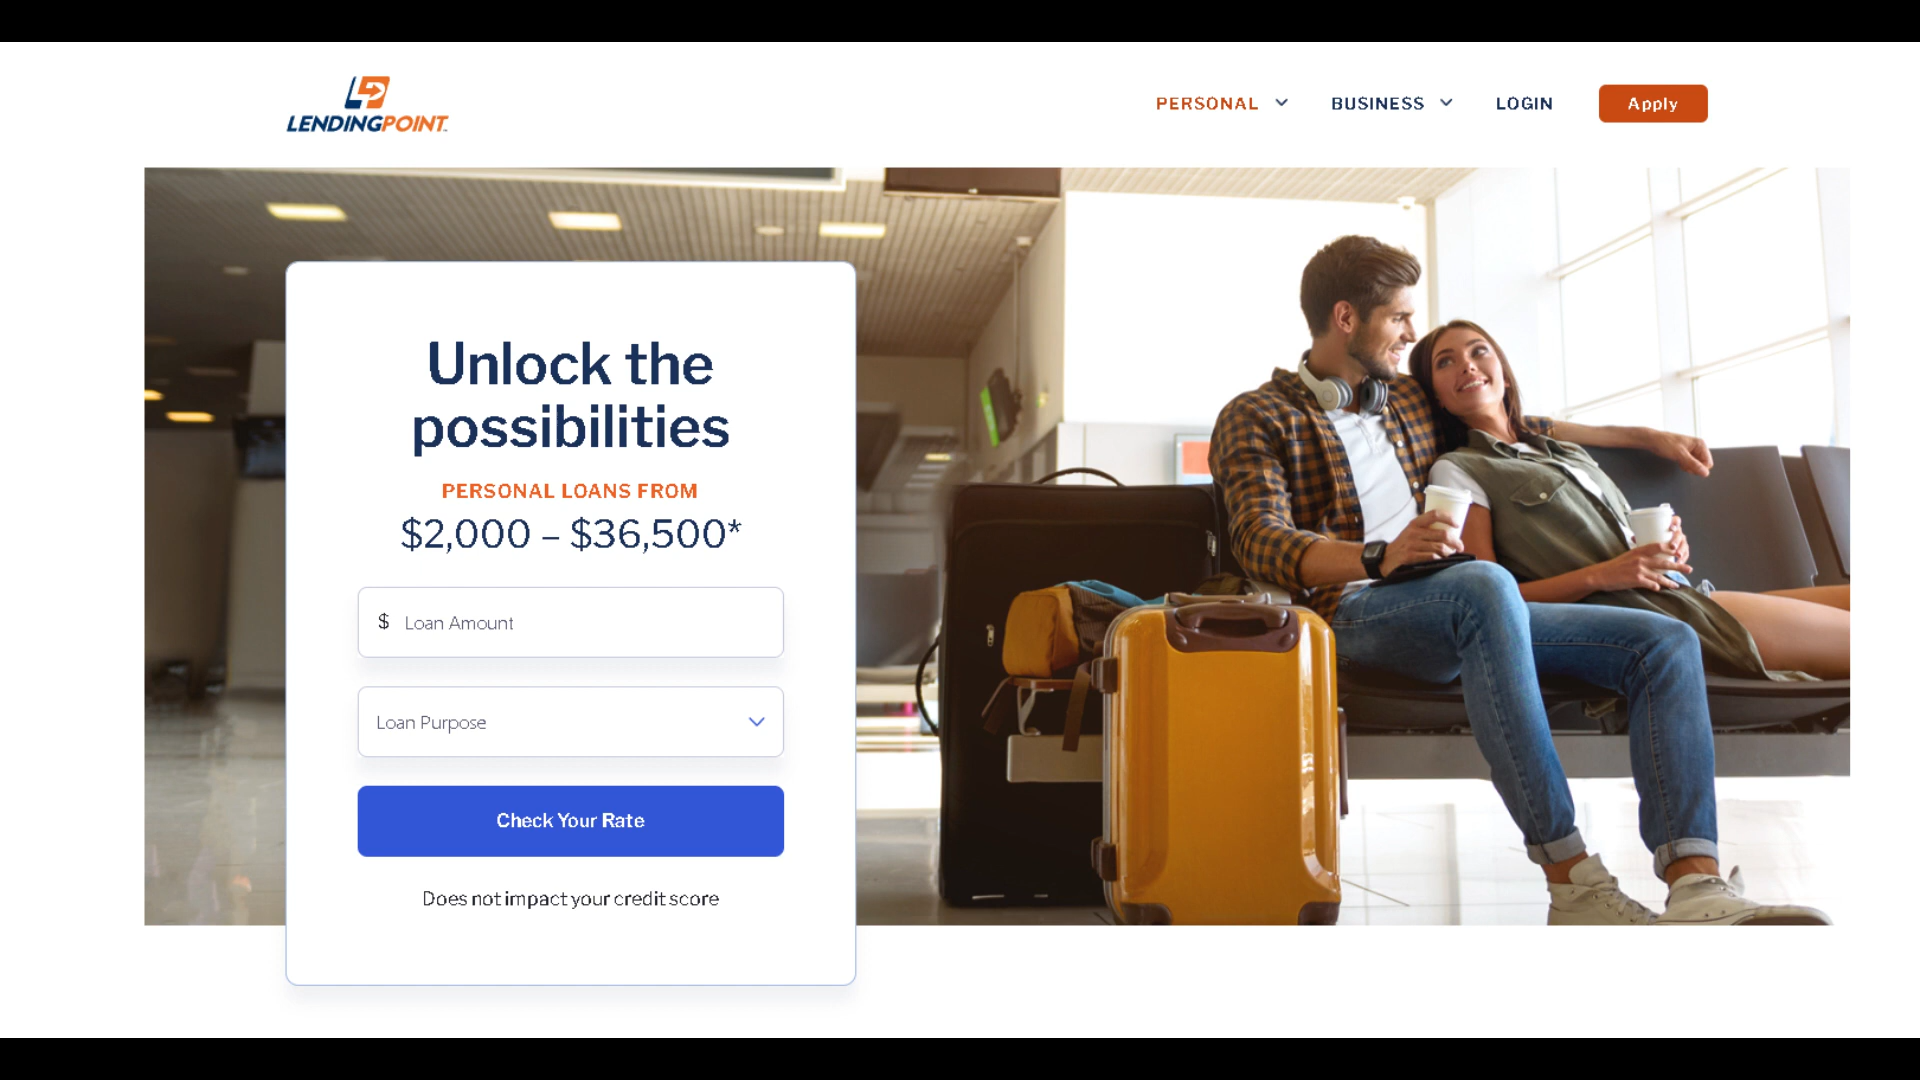 LENDINGPOINT
PERSONAL
BUSINESS
LOGIN
Apply
Unlock the
possibilities
PERSONAL LOANS FROM
$2,000 – $36,500*
$ Loan Amount
Loan Purpose
Check Your Rate
Does not impact your credit score